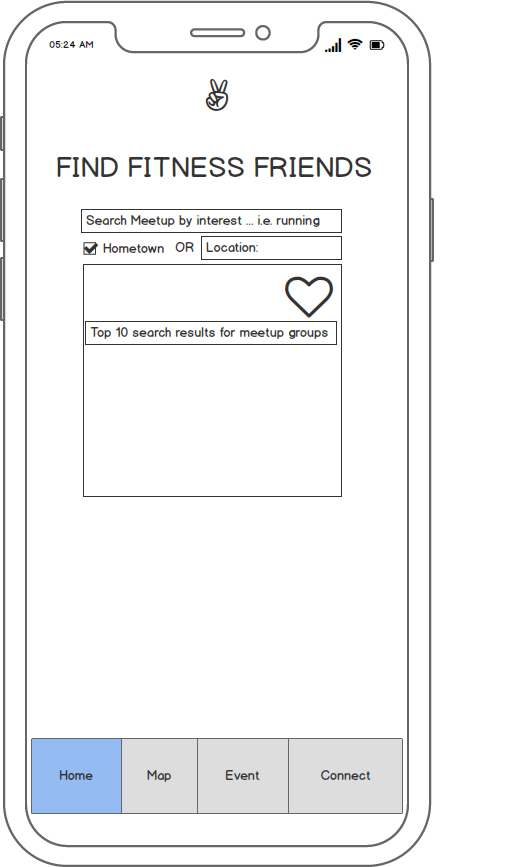 05:24 AM
FIND FITNESS FRIENDS
Search Meetup by interest ... i.e. running
Hometown OR Location:
Top 10 search results for meetup groups
Home Map Event Connect